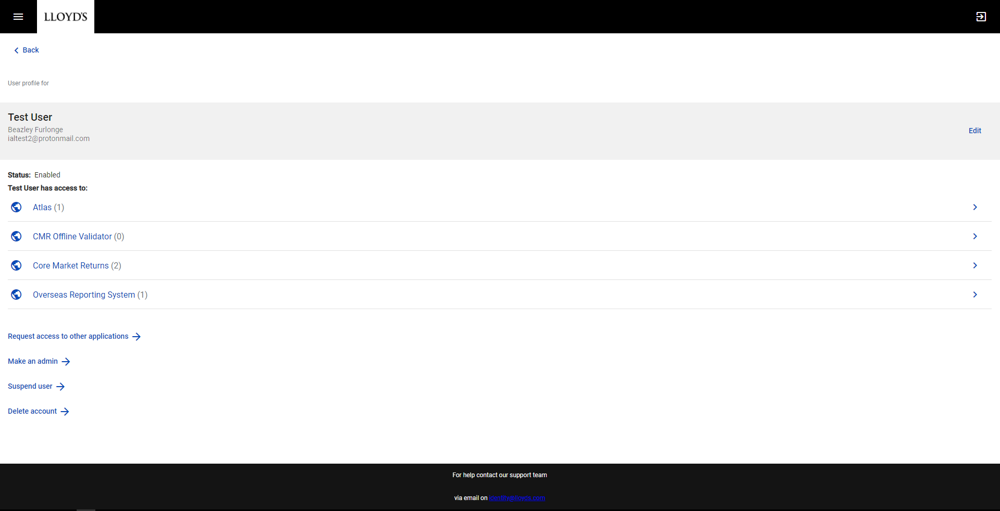 LLOYD'S
Back
User profile for
Test User
Beazley Furlonge
ialtest2@protonmail.com
Edit
Status: Enabled
Test User has access to:
Atlas (1)
CMR Offline Validator (0)
Core Market Returns (2)
Overseas Reporting System (1)
Request access to other applications
Make an admin
Suspend user
Delete account
For help contact our support team
via email on identity@lloyds.com